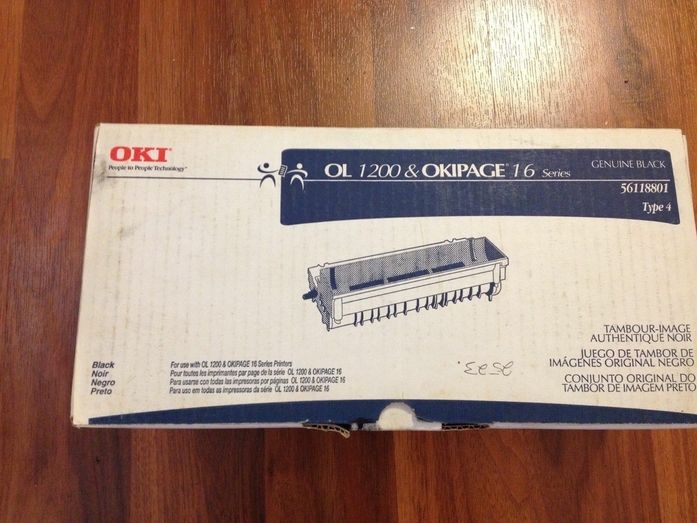 OKI
People to People Technology
OL 1200 & OKIPAGE 16 Series
GENUINE BLACK
56118801
Type 4
TAMBOUR-IMAGE
AUTHENTIQUE NOIR
JUEGO DE TAMBOR DE
IMÁGENES ORIGINAL NEGRO
CONJUNTO ORIGINAL DO
TAMBOR DE IMAGEM PRETO
Black
Noir
Negro
Preto
For use with OL 1200 & OKIPAGE 16 Series Printers
Pour toutes les imprimantes par page de la série OL 1200 & OKIPAGE 16
Para usarse con todas las impresoras por páginas OL 1200 & OKIPAGE 16
Para uso em todas as impressoras da série OL 1200 & OKIPAGE 16